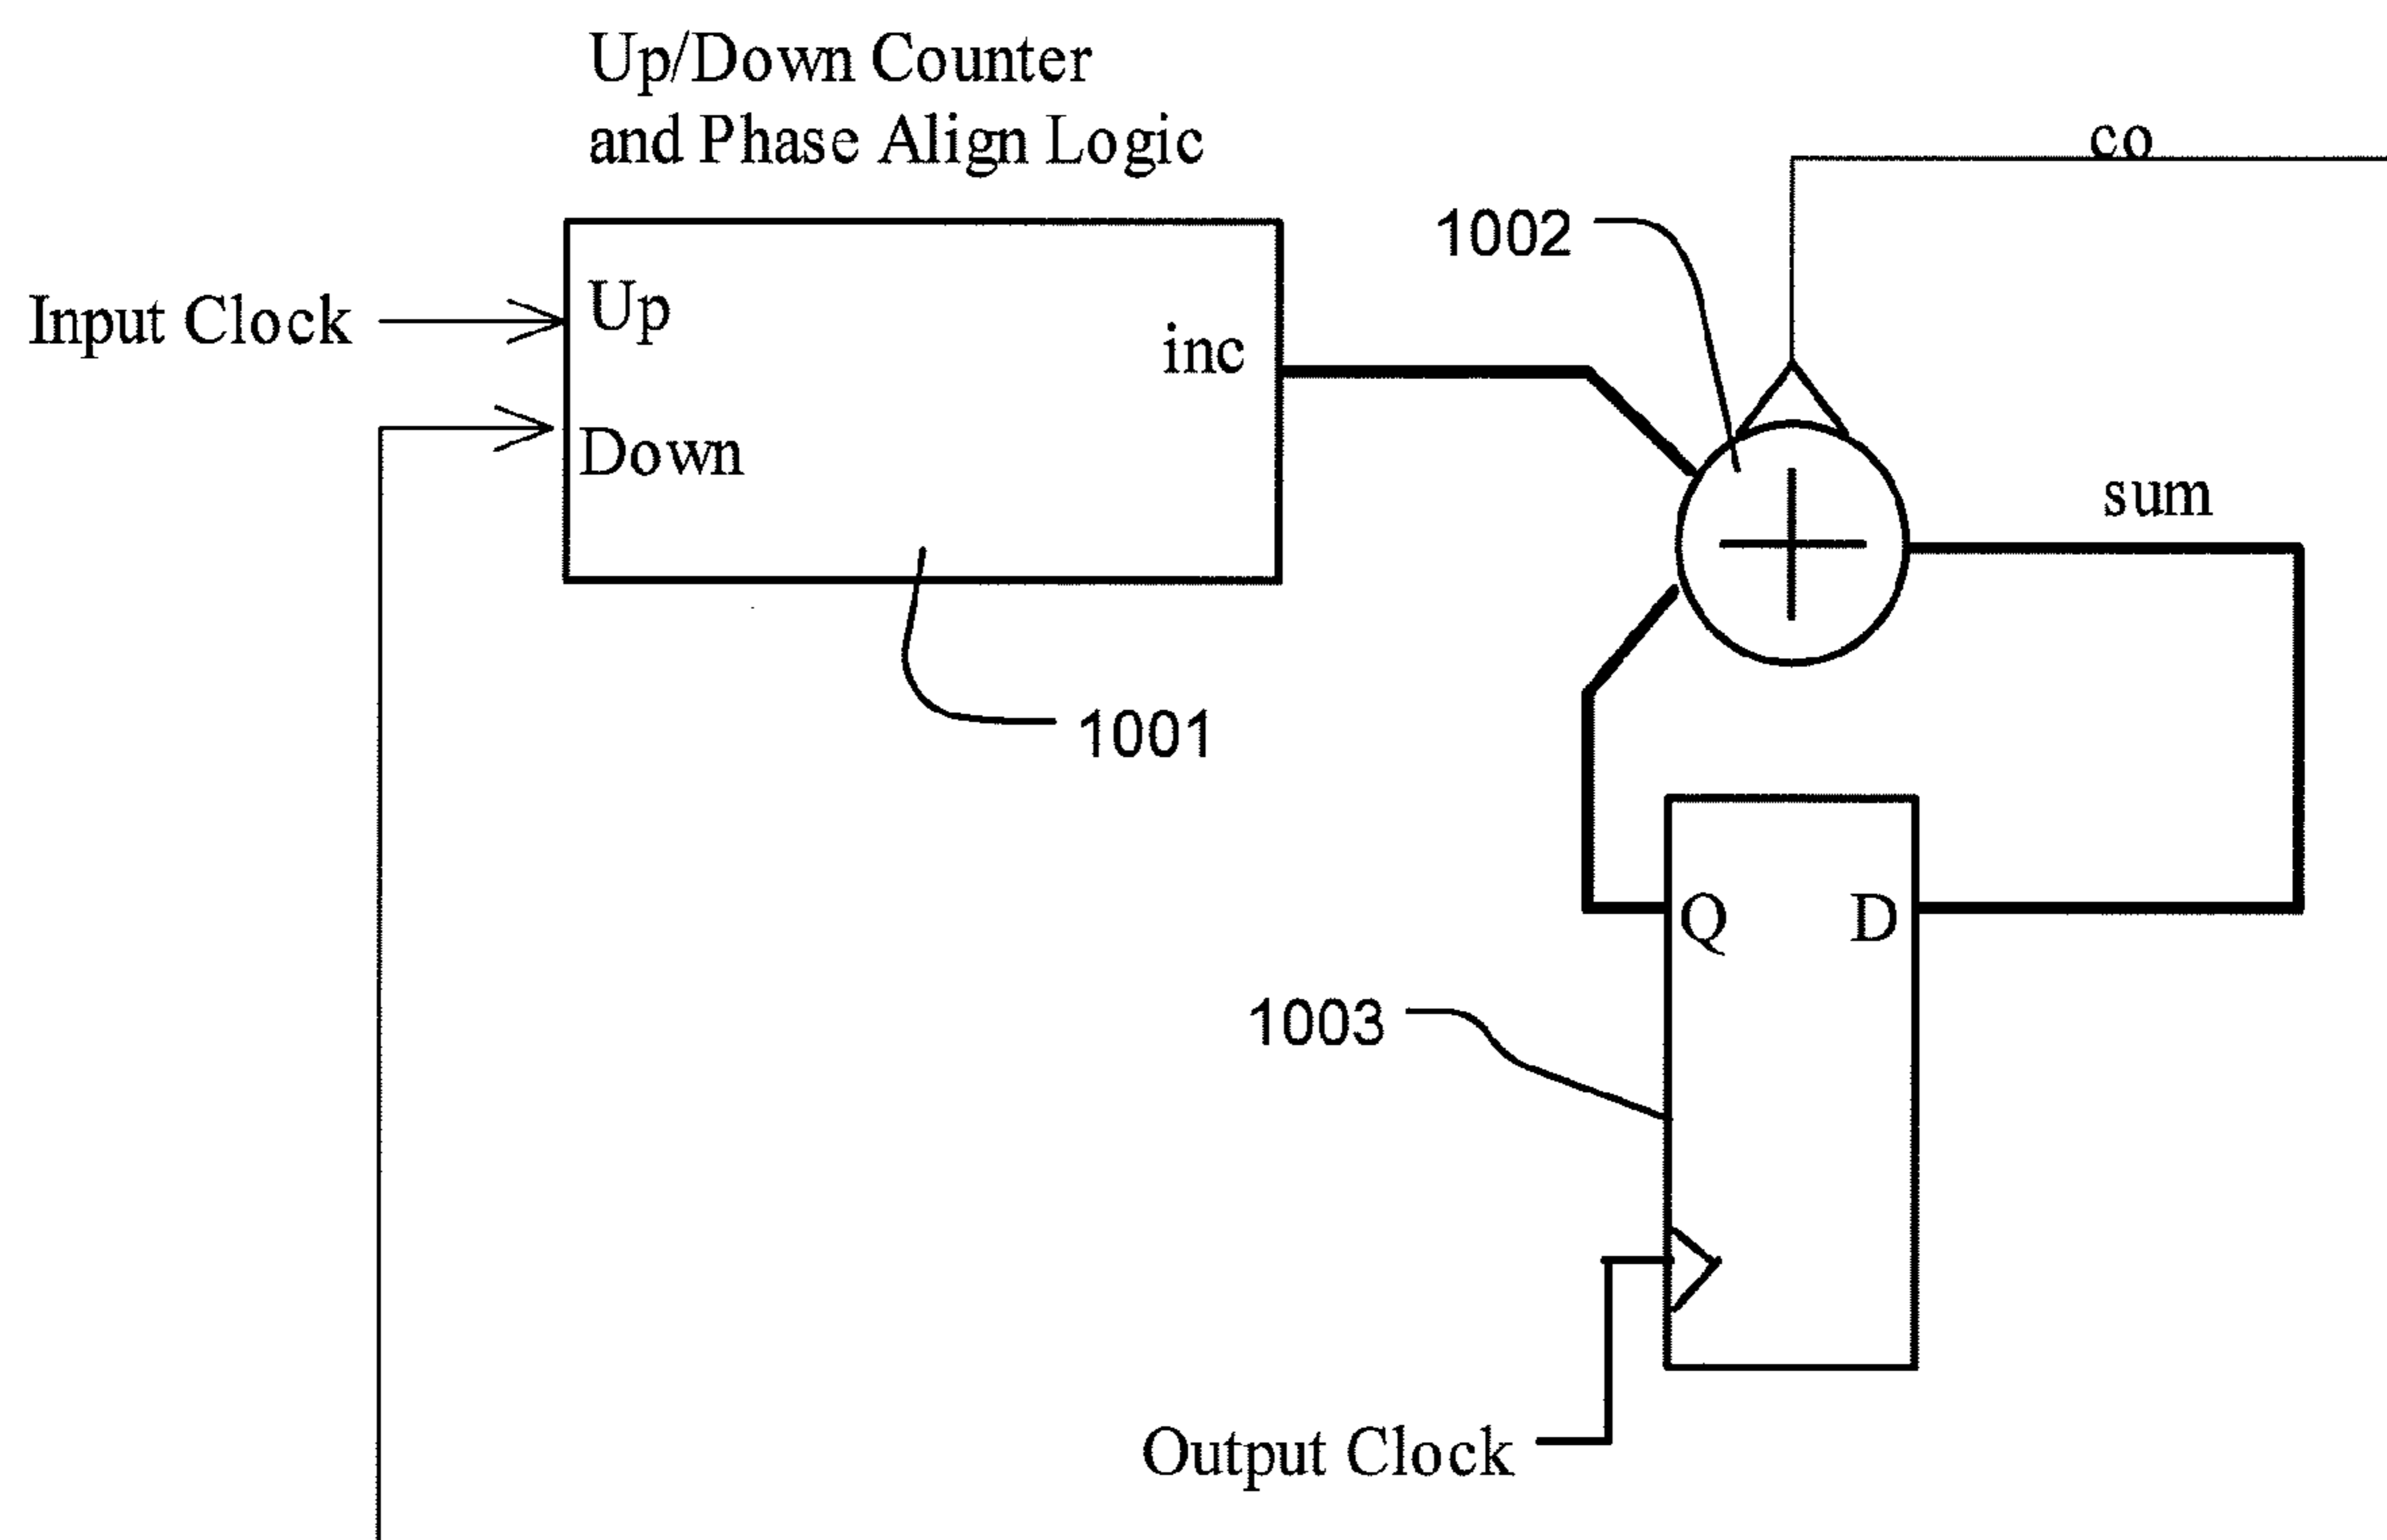 Up/Down Counter
and Phase Align Logic
co
1002
Input Clock
Up
inc
Down
sum
1001
Q
D
1003
Output Clock